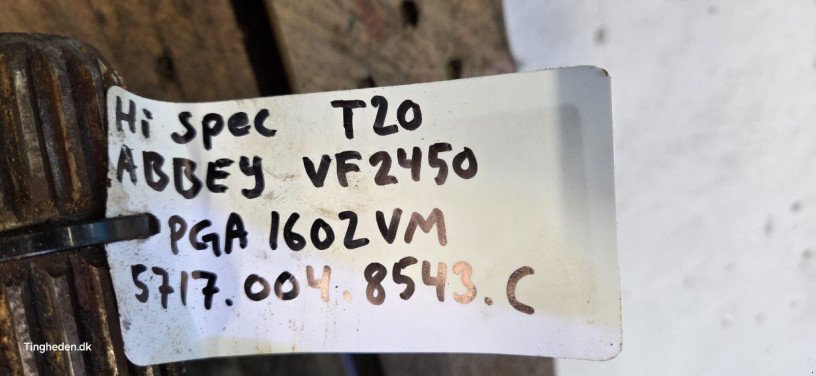 Hi Spec T20
ABBEY VF2450
PGA 1602VM
5717.004.8543.C
Tingheden.dk